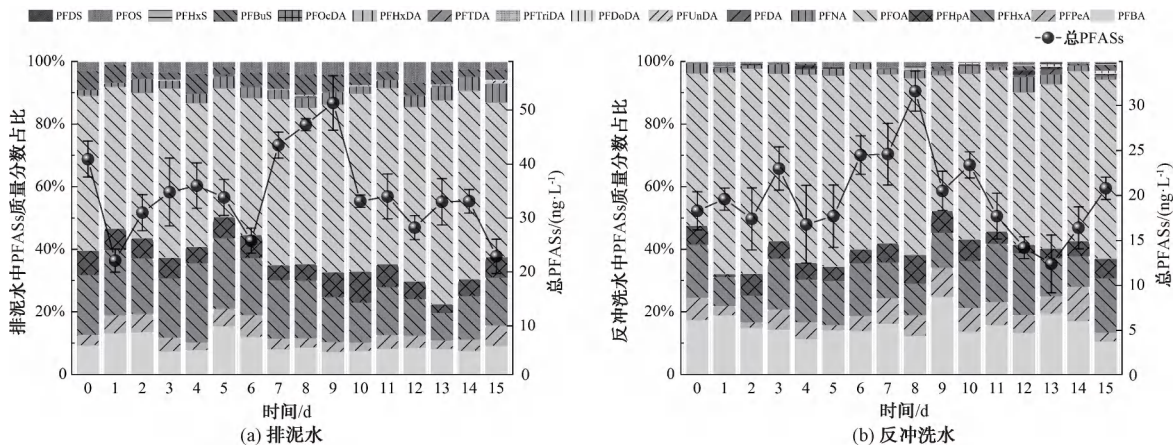 PFDS PFOS PFHxS PFBuS PFOcDA PFHxDA PFTDA PFTriDA PFDoDA PFUnDA PFDA PFNA PFOA PFHpA PFHxA PFPeA PFBA
总PFASs
100%
80%
60%
40%
20%
0
排泥水中PFASs质量分数占比
50
40
30
20
10
0
总PFASs/(ng·L⁻¹)
0 1 2 3 4 5 6 7 8 9 10 11 12 13 14 15
时间/d
(a) 排泥水
100%
80%
60%
40%
20%
0
反冲洗水中PFASs质量分数占比
30
25
20
15
10
5
0
总PFASs/(ng·L⁻¹)
0 1 2 3 4 5 6 7 8 9 10 11 12 13 14 15
时间/d
(b) 反冲洗水